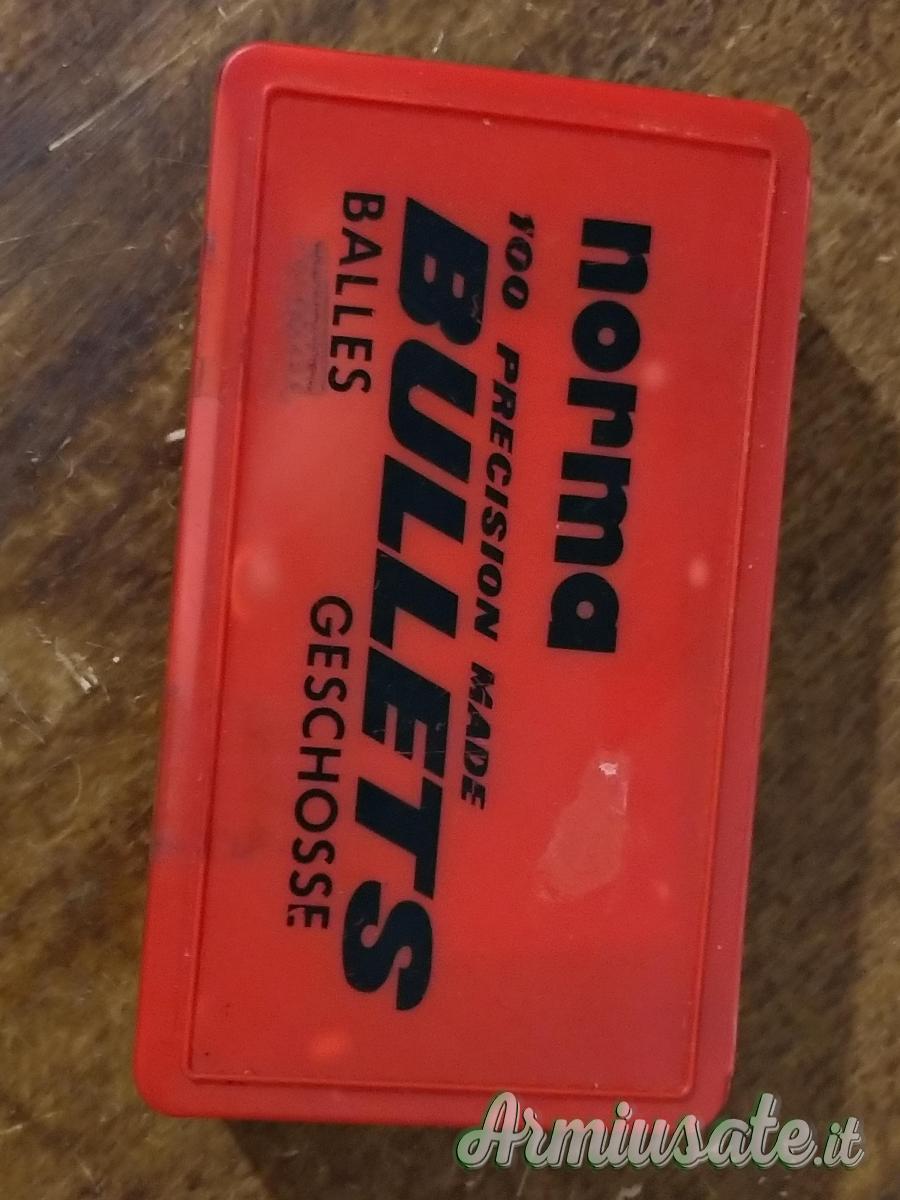 norma
100 PRECISION MADE
BULLETS
BALLES GESCHOSSE
Armiusate.it